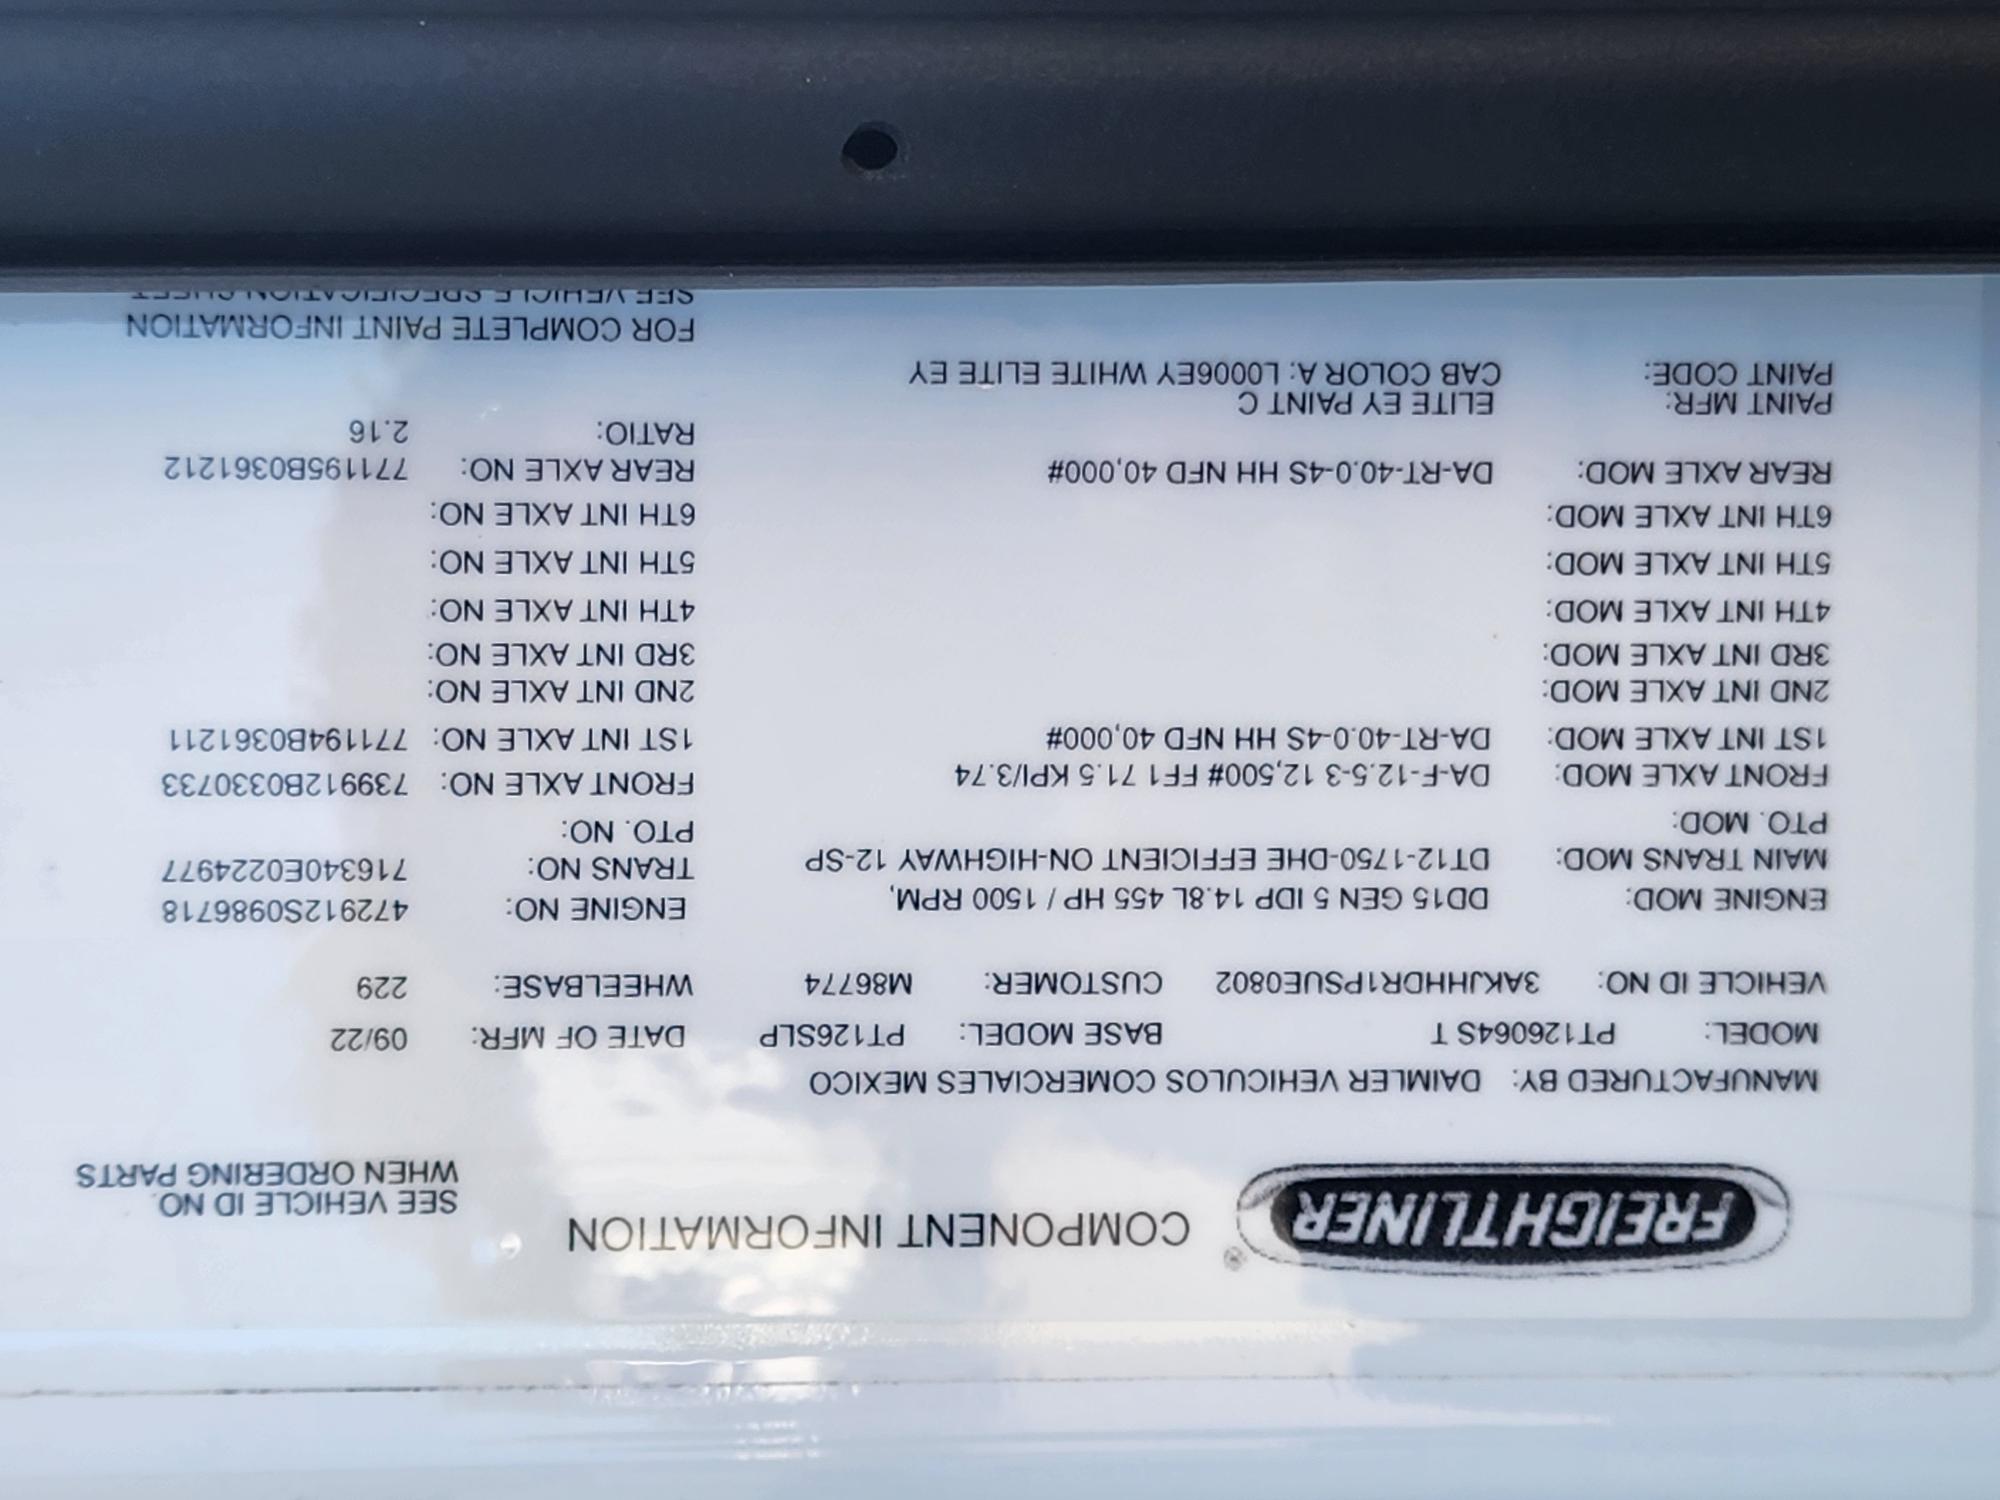 FREIGHTLINER®
COMPONENT INFORMATION
SEE VEHICLE ID NO.
WHEN ORDERING PARTS
MANUFACTURED BY: DAIMLER VEHICULOS COMERCIALES MEXICO
MODEL: PT126064S T BASE MODEL: PT126SLP DATE OF MFR: 09/22
VEHICLE ID NO: 3AKJHHDR1PSUE0802 CUSTOMER: M86774 WHEELBASE: 229
ENGINE MOD: DD15 GEN 5 IDP 14.8L 455 HP / 1500 RPM, ENGINE NO: 472912S0986718
MAIN TRANS MOD: DT12-1750-DHE EFFICIENT ON-HIGHWAY 12-SP TRANS NO: 716340E0224977
PTO. MOD: PTO. NO:
FRONT AXLE MOD: DA-F-12.5-3 12,500# FF1 71.5 KPI/3.74 FRONT AXLE NO: 739912B0330733
1ST INT AXLE MOD: DA-RT-40.0-4S HH NFD 40,000# 1ST INT AXLE NO: 771194B0361211
2ND INT AXLE MOD: 2ND INT AXLE NO:
3RD INT AXLE MOD: 3RD INT AXLE NO:
4TH INT AXLE MOD: 4TH INT AXLE NO:
5TH INT AXLE MOD: 5TH INT AXLE NO:
6TH INT AXLE MOD: 6TH INT AXLE NO:
REAR AXLE MOD: DA-RT-40.0-4S HH NFD 40,000# REAR AXLE NO: 771195B0361212
RATIO: 2.16
PAINT MFR: ELITE EY PAINT C
PAINT CODE: CAB COLOR A: L0006EY WHITE ELITE EY
FOR COMPLETE PAINT INFORMATION
SEE VEHICLE SPECIFICATION SHEET